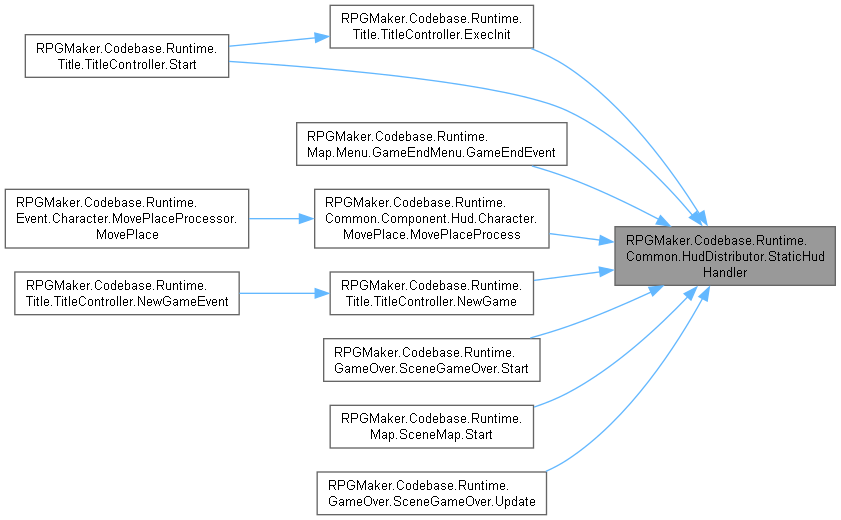 RPGMaker.Codebase.Runtime.
Title.TitleController.ExecInit
RPGMaker.Codebase.Runtime.
Title.TitleController.Start
RPGMaker.Codebase.Runtime.
Map.Menu.GameEndMenu.GameEndEvent
RPGMaker.Codebase.Runtime.
Event.Character.MovePlaceProcessor.
MovePlace
RPGMaker.Codebase.Runtime.
Common.Component.Hud.Character.
MovePlace.MovePlaceProcess
RPGMaker.Codebase.Runtime.
Common.HudDistributor.StaticHud
Handler
RPGMaker.Codebase.Runtime.
Title.TitleController.NewGameEvent
RPGMaker.Codebase.Runtime.
Title.TitleController.NewGame
RPGMaker.Codebase.Runtime.
GameOver.SceneGameOver.Start
RPGMaker.Codebase.Runtime.
Map.SceneMap.Start
RPGMaker.Codebase.Runtime.
GameOver.SceneGameOver.Update